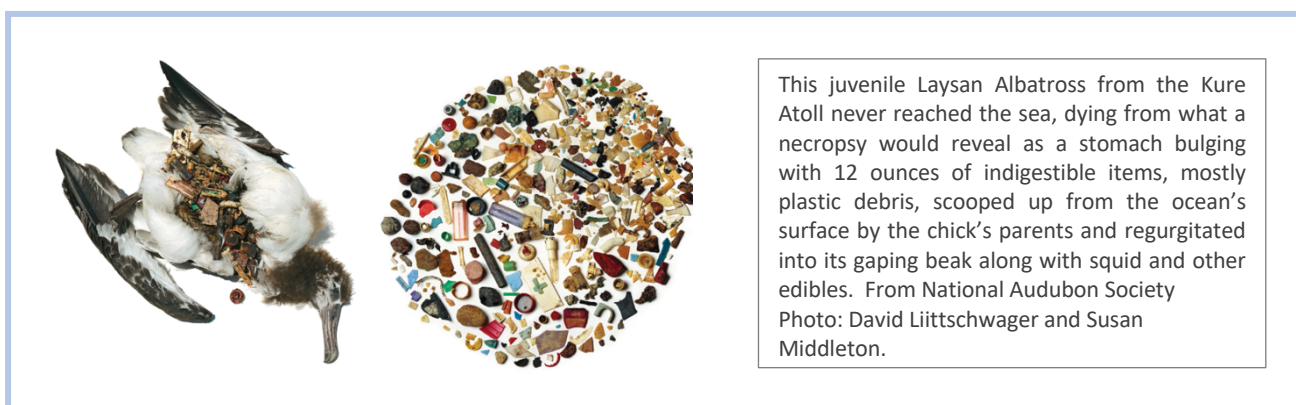 This juvenile Laysan Albatross from the Kure
Atoll never reached the sea, dying from what a
necropsy would reveal as a stomach bulging
with 12 ounces of indigestible items, mostly
plastic debris, scooped up from the ocean’s
surface by the chick’s parents and regurgitated
into its gaping beak along with squid and other
edibles.  From National Audubon Society
Photo: David Liittschwager and Susan
Middleton.